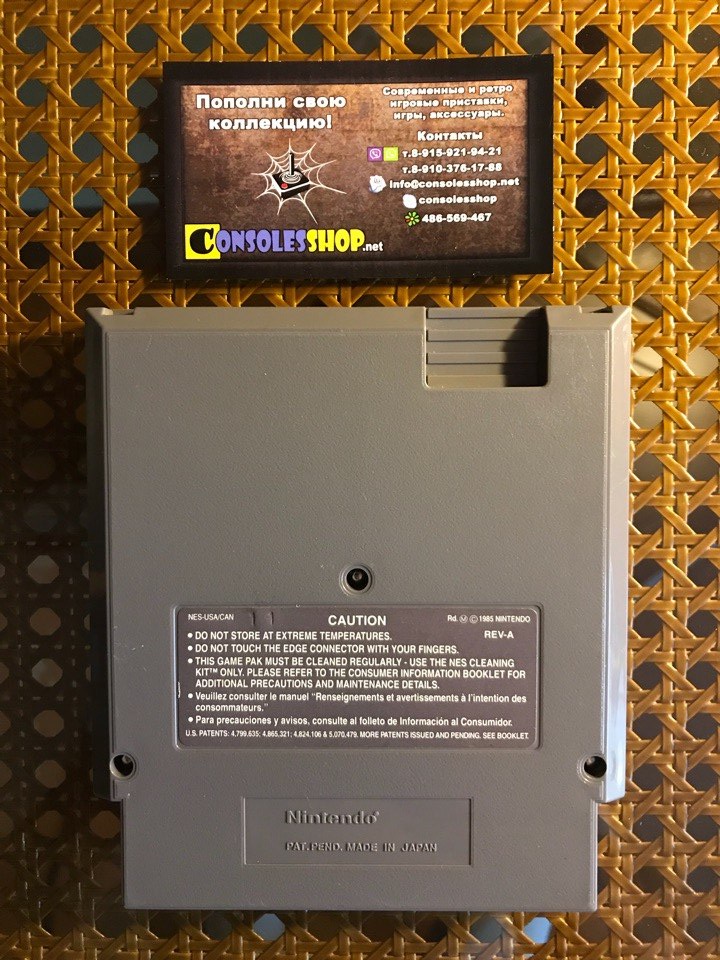 Пополни свою
коллекцию!
Современные и ретро
игровые приставки,
игры, аксессуары.
Контакты
т.8-915-921-94-21
т.8-910-376-17-88
info@consolesshop.net
consolesshop
486-569-467
CONSOLESSHOP.net
NES-USA/CAN 11 CAUTION Rd. Ⓜ © 1985 NINTENDO
REV-A
• DO NOT STORE AT EXTREME TEMPERATURES.
• DO NOT TOUCH THE EDGE CONNECTOR WITH YOUR FINGERS.
• THIS GAME PAK MUST BE CLEANED REGULARLY - USE THE NES CLEANING
KIT™ ONLY. PLEASE REFER TO THE CONSUMER INFORMATION BOOKLET FOR
ADDITIONAL PRECAUTIONS AND MAINTENANCE DETAILS.
• Veuillez consulter le manuel "Renseignements et avertissements à l'intention des
consommateurs."
• Para precauciones y avisos, consulte al folleto de Información al Consumidor.
U.S. PATENTS: 4,799,635; 4,865,321; 4,824,106 & 5,070,479. MORE PATENTS ISSUED AND PENDING. SEE BOOKLET.
Nintendo®
PAT. PEND. MADE IN JAPAN